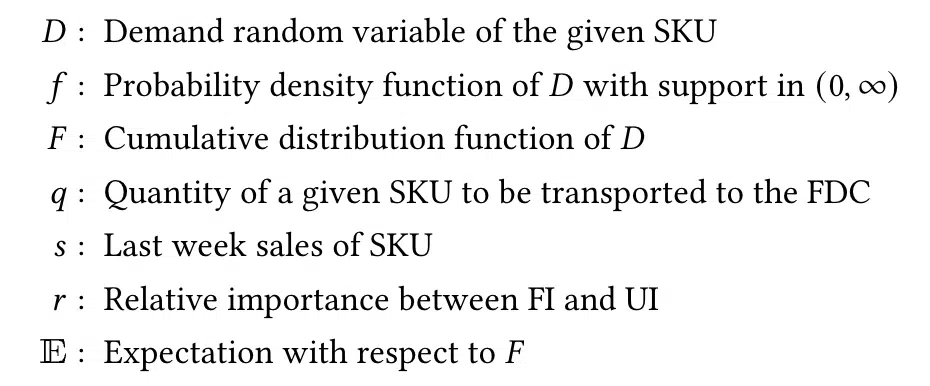 D : Demand random variable of the given SKU
f : Probability density function of D with support in (0, ∞)
F : Cumulative distribution function of D
q : Quantity of a given SKU to be transported to the FDC
s : Last week sales of SKU
r : Relative importance between FI and UI
𝔼 : Expectation with respect to F